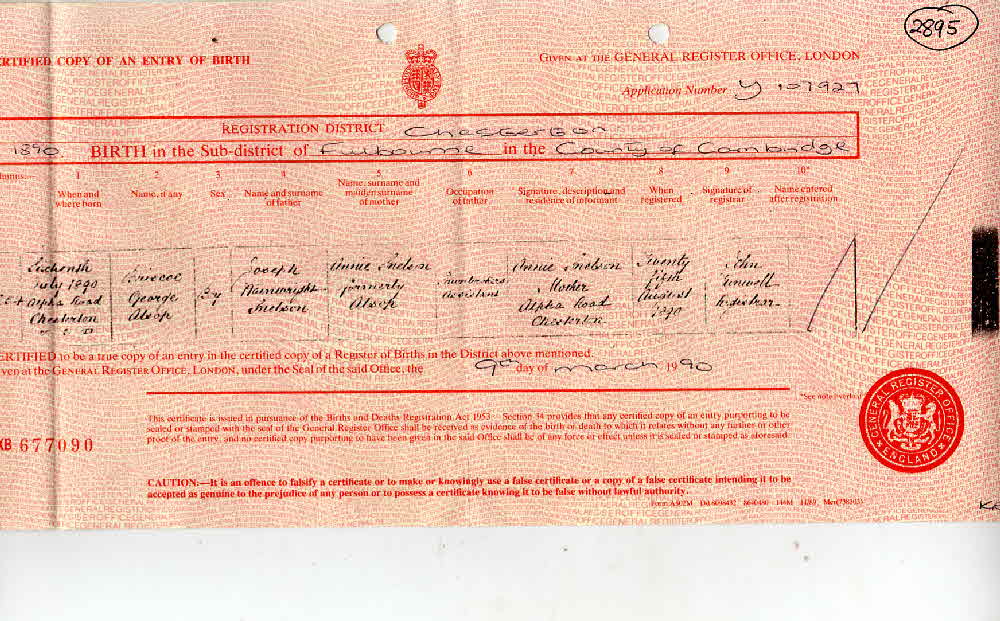 2895
RTIFIED COPY OF AN ENTRY OF BIRTH
GIVEN AT THE GENERAL REGISTER OFFICE, LONDON
Application Number Y 107927
REGISTRATION DISTRICT Chesterton
1890 BIRTH in the Sub-district of Fulbourne in the County of Cambridge
1 2 3 4 5 6 7 8 9 10*
When and where born
Name, if any
Sex
Name and surname of father
Name, surname and maiden surname of mother
Occupation of father
Signature, description and residence of informant
When registered
Signature of registrar
Name entered after registration
July 1890
Alpha Road
Chesterton
George
Alsop
Boy
Joseph
Wainwright
Snelson
Annie Snelson
formerly
Alsop
Assistant
Annie Snelson
Mother
Alpha Road
Chesterton
Twenty
fifth
August
1890
John
Registrar
ERTIFIED to be a true copy of an entry in the certified copy of a Register of Births in the District above mentioned.
ven at the GENERAL REGISTER OFFICE, LONDON, under the Seal of the said Office, the 9th day of March 1990
*See note overleaf
This certificate is issued in pursuance of the Births and Deaths Registration Act 1953. Section 34 provides that any certified copy of an entry purporting to be
sealed or stamped with the seal of the General Register Office shall be received as evidence of the birth or death to which it relates without any further or other
proof of the entry, and no certified copy purporting to have been given in the said Office shall be of any force or effect unless it is sealed or stamped as aforesaid.
XB 677090
GENERAL REGISTER OFFICE
ENGLAND
CAUTION:—It is an offence to falsify a certificate or to make or knowingly use a false certificate or a copy of a false certificate intending it to be
accepted as genuine to the prejudice of any person or to possess a certificate knowing it to be false without lawful authority.